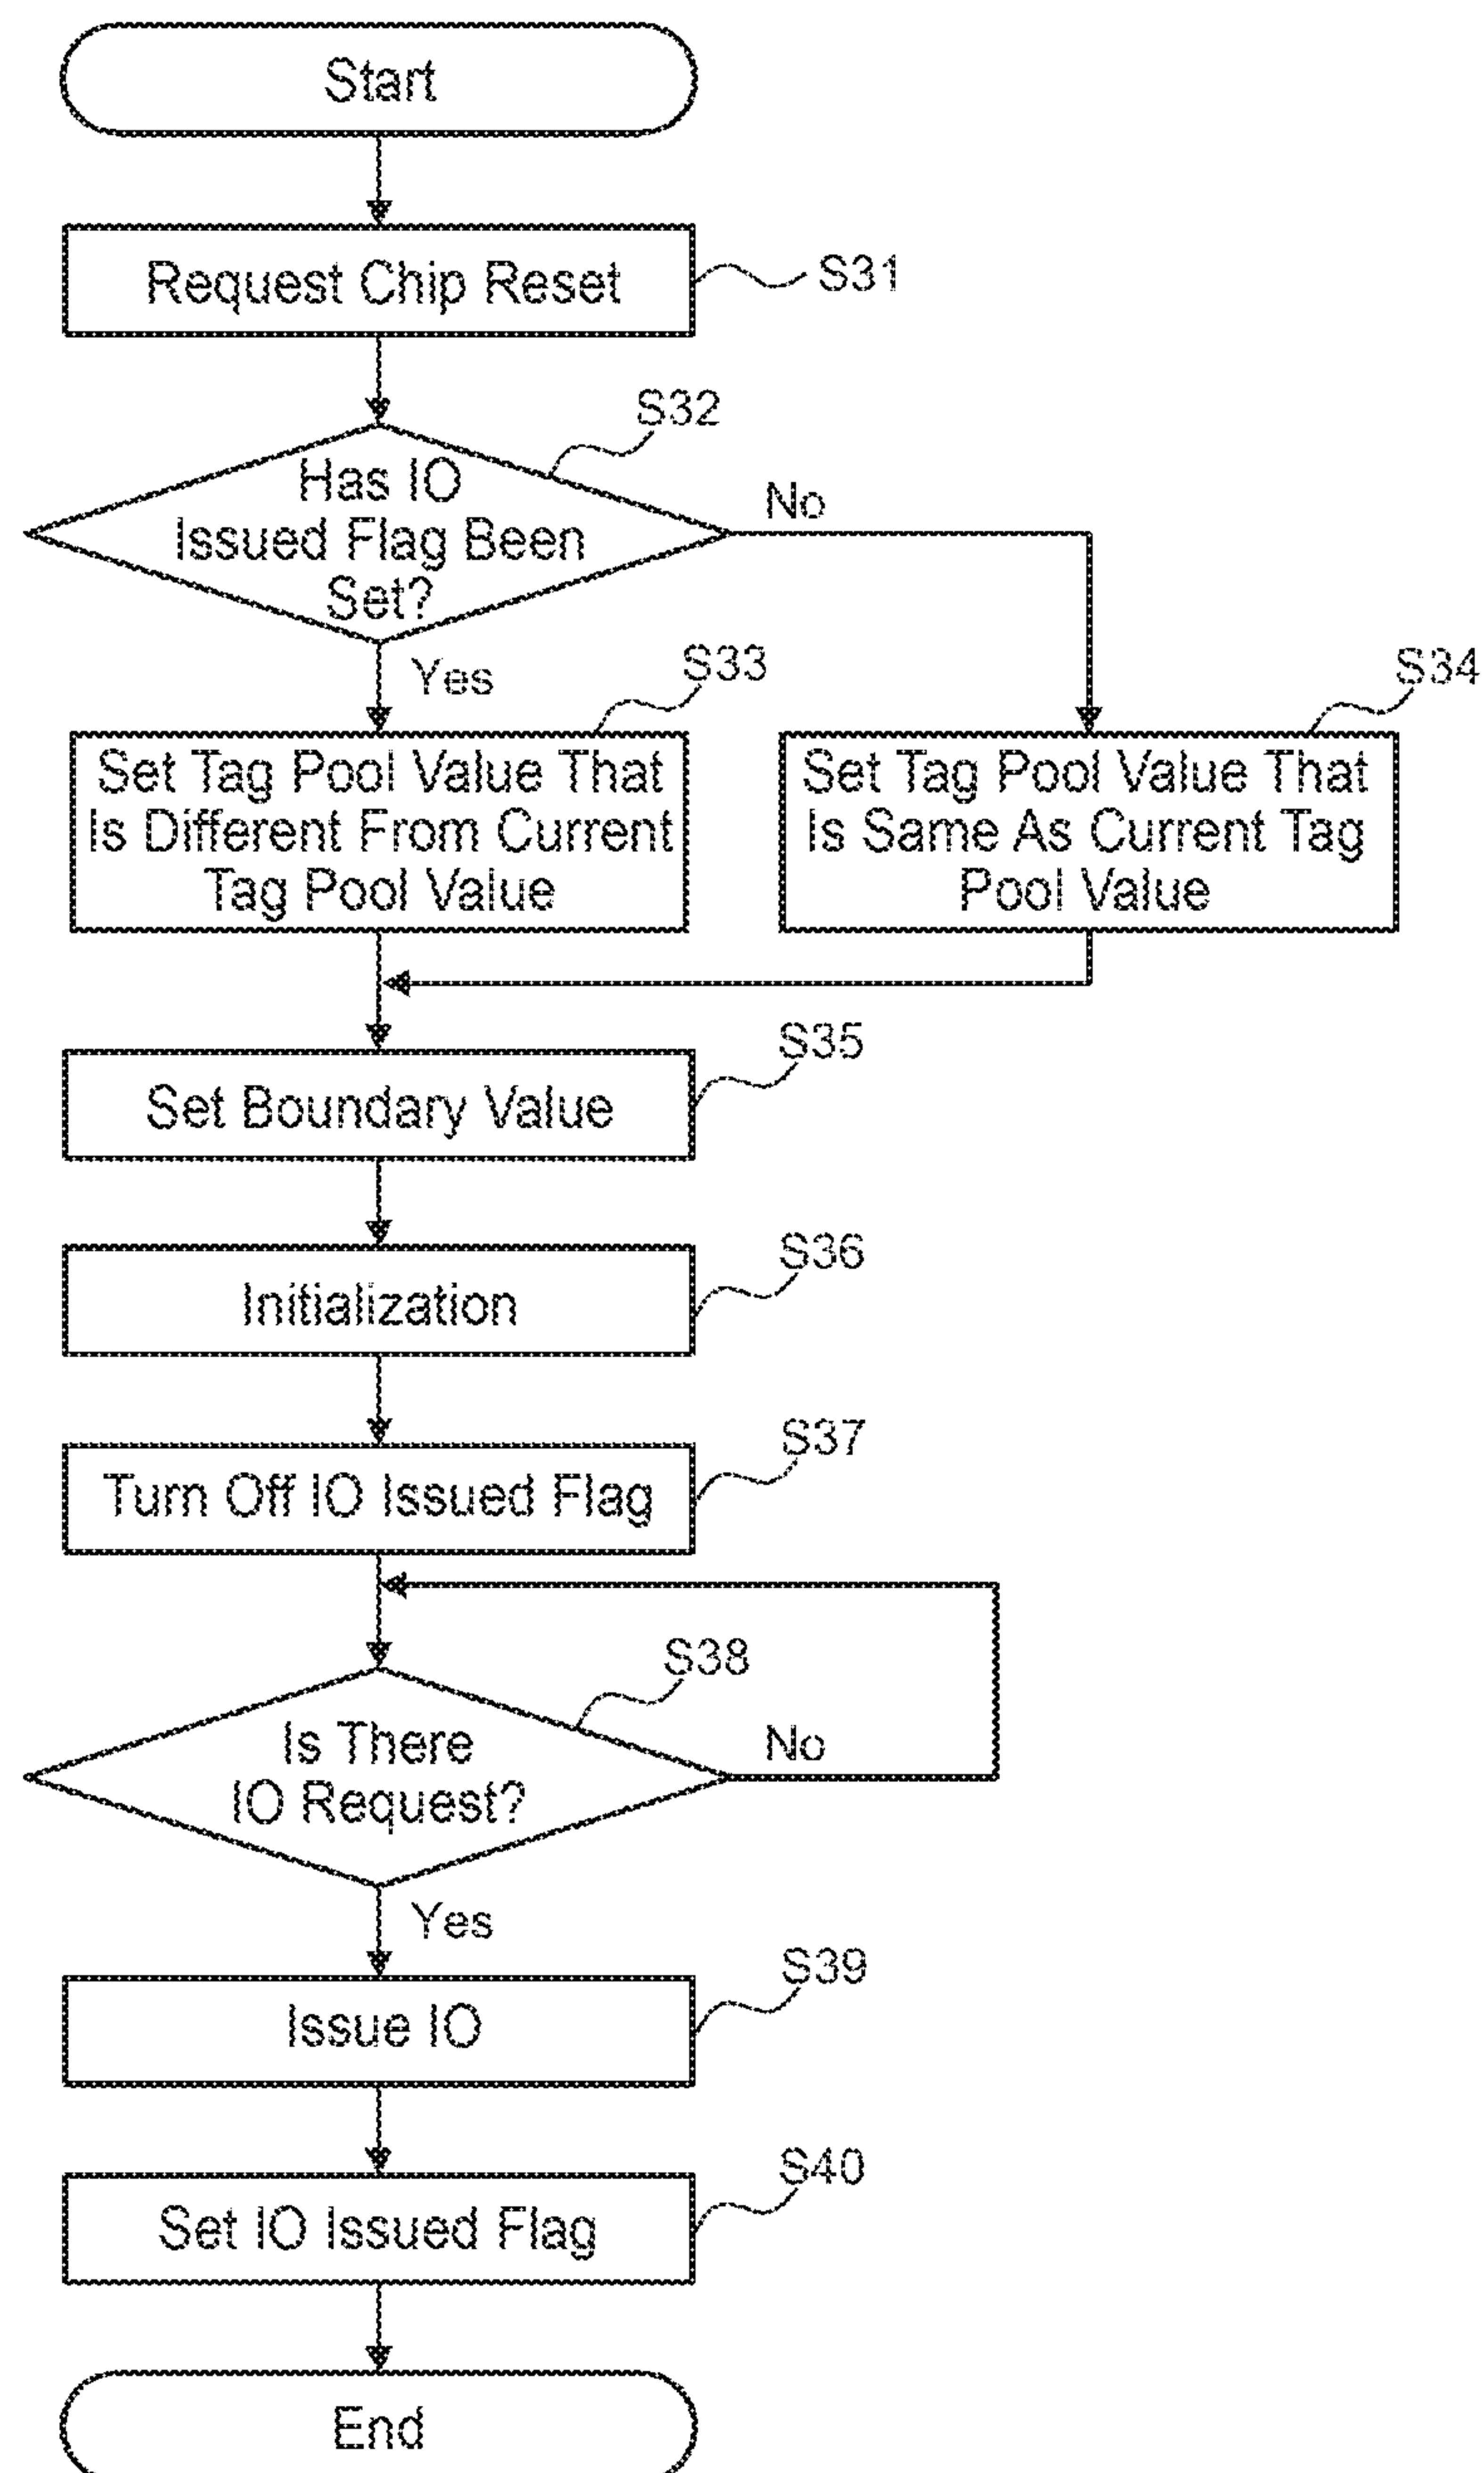 Start
Request Chip Reset
S31
S32
Has IO
Issued Flag Been
Set?
No
Yes
S33
Set Tag Pool Value That
Is Different From Current
Tag Pool Value
S34
Set Tag Pool Value That
Is Same As Current Tag
Pool Value
S35
Set Boundary Value
S36
Initialization
S37
Turn Off IO Issued Flag
S38
Is There
IO Request?
No
Yes
S39
Issue IO
S40
Set IO Issued Flag
End